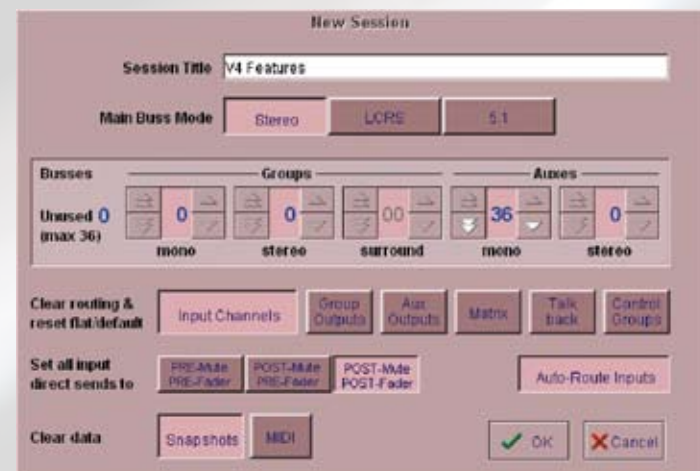 New Session
Session Title V4 Features
Main Buss Mode Stereo LCRS 5.1
Busses Groups Auxes
Unused 0 0 0 00 36 0
(max 36) mono stereo surround mono stereo
Clear routing & Input Channels Group Aux Matrix Talk Control
reset flat/default Outputs Outputs back Groups
Set all input PRE-Mute POST-Mute POST-Mute Auto-Route Inputs
direct sends to PRE-Fader PRE-Fader POST-Fader
Clear data Snapshots MIDI OK Cancel